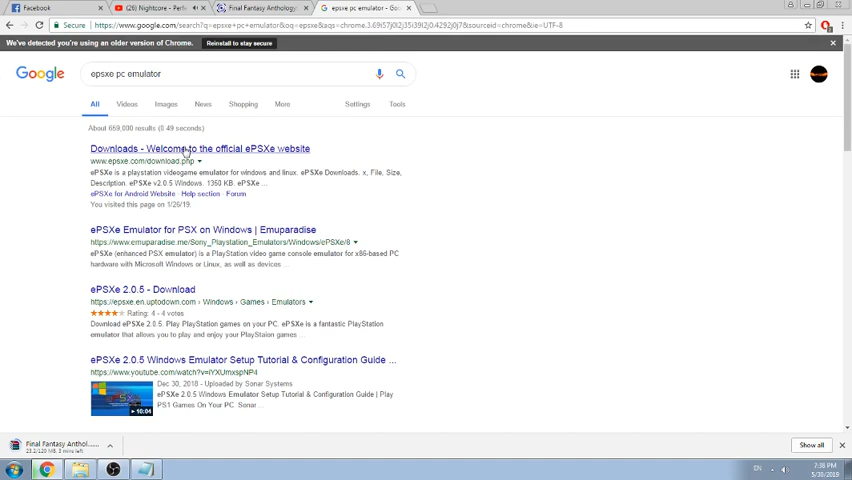 Facebook
(26) Nightcore - Perfe
Final Fantasy Anthology
epsxe pc emulator - Goo
Secure
https://www.google.com/search?q=epsxe+pc+emulator&oq=epsxe&aqs=chrome.3.69i57j0l2j35i39l2j0.4292j0j7&sourceid=chrome&ie=UTF-8
We've detected you're using an older version of Chrome.
Reinstall to stay secure
Google
epsxe pc emulator
All
Videos
Images
News
Shopping
More
Settings
Tools
About 659,000 results (0.49 seconds)
Downloads - Welcome to the official ePSXe website
www.epsxe.com/download.php
ePSXe is a playstation videogame emulator for windows and linux. ePSXe Downloads. x, File, Size,
Description. ePSXe v2.0.5 Windows. 1350 KB. ePSXe ...
ePSXe for Android Website · Help section · Forum
You visited this page on 1/26/19.
ePSXe Emulator for PSX on Windows | Emuparadise
https://www.emuparadise.me/Sony_Playstation_Emulators/Windows/ePSXe/8
ePSXe (enhanced PSX emulator) is a PlayStation video game console emulator for x86-based PC
hardware with Microsoft Windows or Linux, as well as devices ...
ePSXe 2.0.5 - Download
https://epsxe.en.uptodown.com › Windows › Games › Emulators
Rating: 4 - 4 votes
Download ePSXe 2.0.5. Play PlayStation games on your PC. ePSXe is a fantastic PlayStation
emulator that allows you to play and enjoy your PlayStation games ...
ePSXe 2.0.5 Windows Emulator Setup Tutorial & Configuration Guide ...
https://www.youtube.com/watch?v=lYXUmxspNP4
Dec 30, 2018 - Uploaded by Sonar Systems
ePSXe 2.0.5 Windows Emulator Setup Tutorial & Configuration Guide | Play
PS1 Games On Your PC. Sonar ...
10:04
Final Fantasy Anthol....
23.2/120 MB, 3 mins left
Show all
EN
7:38 PM
5/30/2019